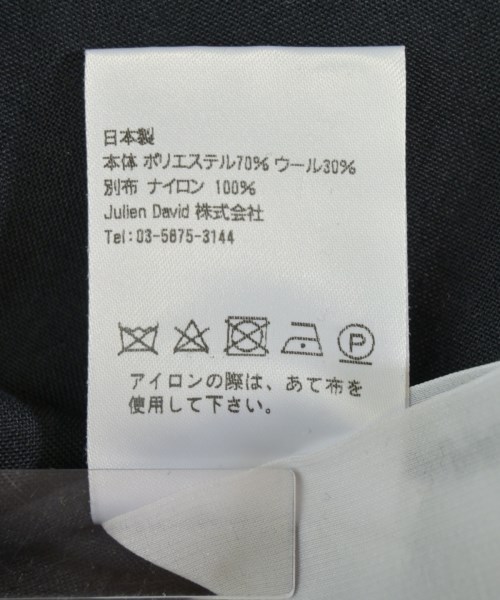 日本製
本体 ポリエステル70% ウール30%
別布 ナイロン 100%
Julien David 株式会社
Tel:03-5875-3144
P
アイロンの際は、あて布を
使用して下さい。